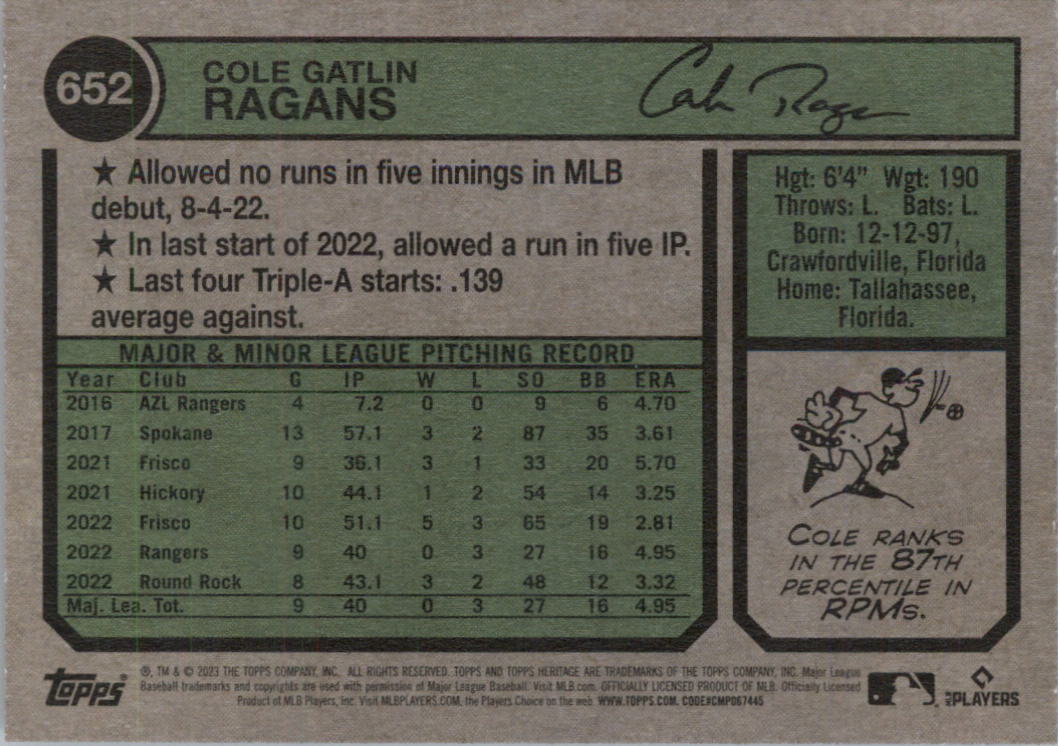 652
COLE GATLIN
RAGANS
Cole Ragans
★ Allowed no runs in five innings in MLB
debut, 8-4-22.
★ In last start of 2022, allowed a run in five IP.
★ Last four Triple-A starts: .139
average against.
Hgt: 6'4" Wgt: 190
Throws: L. Bats: L.
Born: 12-12-97,
Crawfordville, Florida
Home: Tallahassee,
Florida.
MAJOR & MINOR LEAGUE PITCHING RECORD
Year Club G IP W L SO BB ERA
2016 AZL Rangers 4 7.2 0 0 9 6 4.70
2017 Spokane 13 57.1 3 2 87 35 3.61
2021 Frisco 9 36.1 3 1 33 20 5.70
2021 Hickory 10 44.1 1 2 54 14 3.25
2022 Frisco 10 51.1 5 3 65 19 2.81
2022 Rangers 9 40 0 3 27 16 4.95
2022 Round Rock 8 43.1 3 2 48 12 3.32
Maj. Lea. Tot. 9 40 0 3 27 16 4.95
COLE RANKS
IN THE 87TH
PERCENTILE IN
RPMS.
topps
®, TM & © 2023 THE TOPPS COMPANY, INC. ALL RIGHTS RESERVED. TOPPS AND TOPPS HERITAGE ARE TRADEMARKS OF THE TOPPS COMPANY, INC. Major League
Baseball trademarks and copyrights are used with permission of Major League Baseball. Visit MLB.com. OFFICIALLY LICENSED PRODUCT OF MLB. Officially Licensed
Product of MLB Players, Inc. Visit MLBPLAYERS.COM, the Players Choice on the web. WWW.TOPPS.COM. CODE#CMP067445
MLB PLAYERS